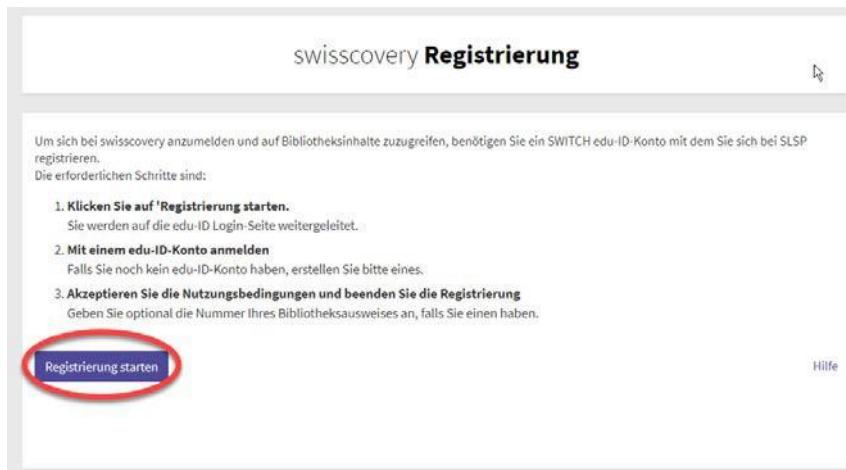 swisscovery Registrierung
Um sich bei swisscovery anzumelden und auf Bibliotheksinhalte zuzugreifen, benötigen Sie ein SWITCH edu-ID-Konto mit dem Sie sich bei SLSP
registrieren.
Die erforderlichen Schritte sind:
1. Klicken Sie auf 'Registrierung starten.
Sie werden auf die edu-ID Login-Seite weitergeleitet.
2. Mit einem edu-ID-Konto anmelden
Falls Sie noch kein edu-ID-Konto haben, erstellen Sie bitte eines.
3. Akzeptieren Sie die Nutzungsbedingungen und beenden Sie die Registrierung
Geben Sie optional die Nummer Ihres Bibliotheksausweises an, falls Sie einen haben.
Registrierung starten
Hilfe